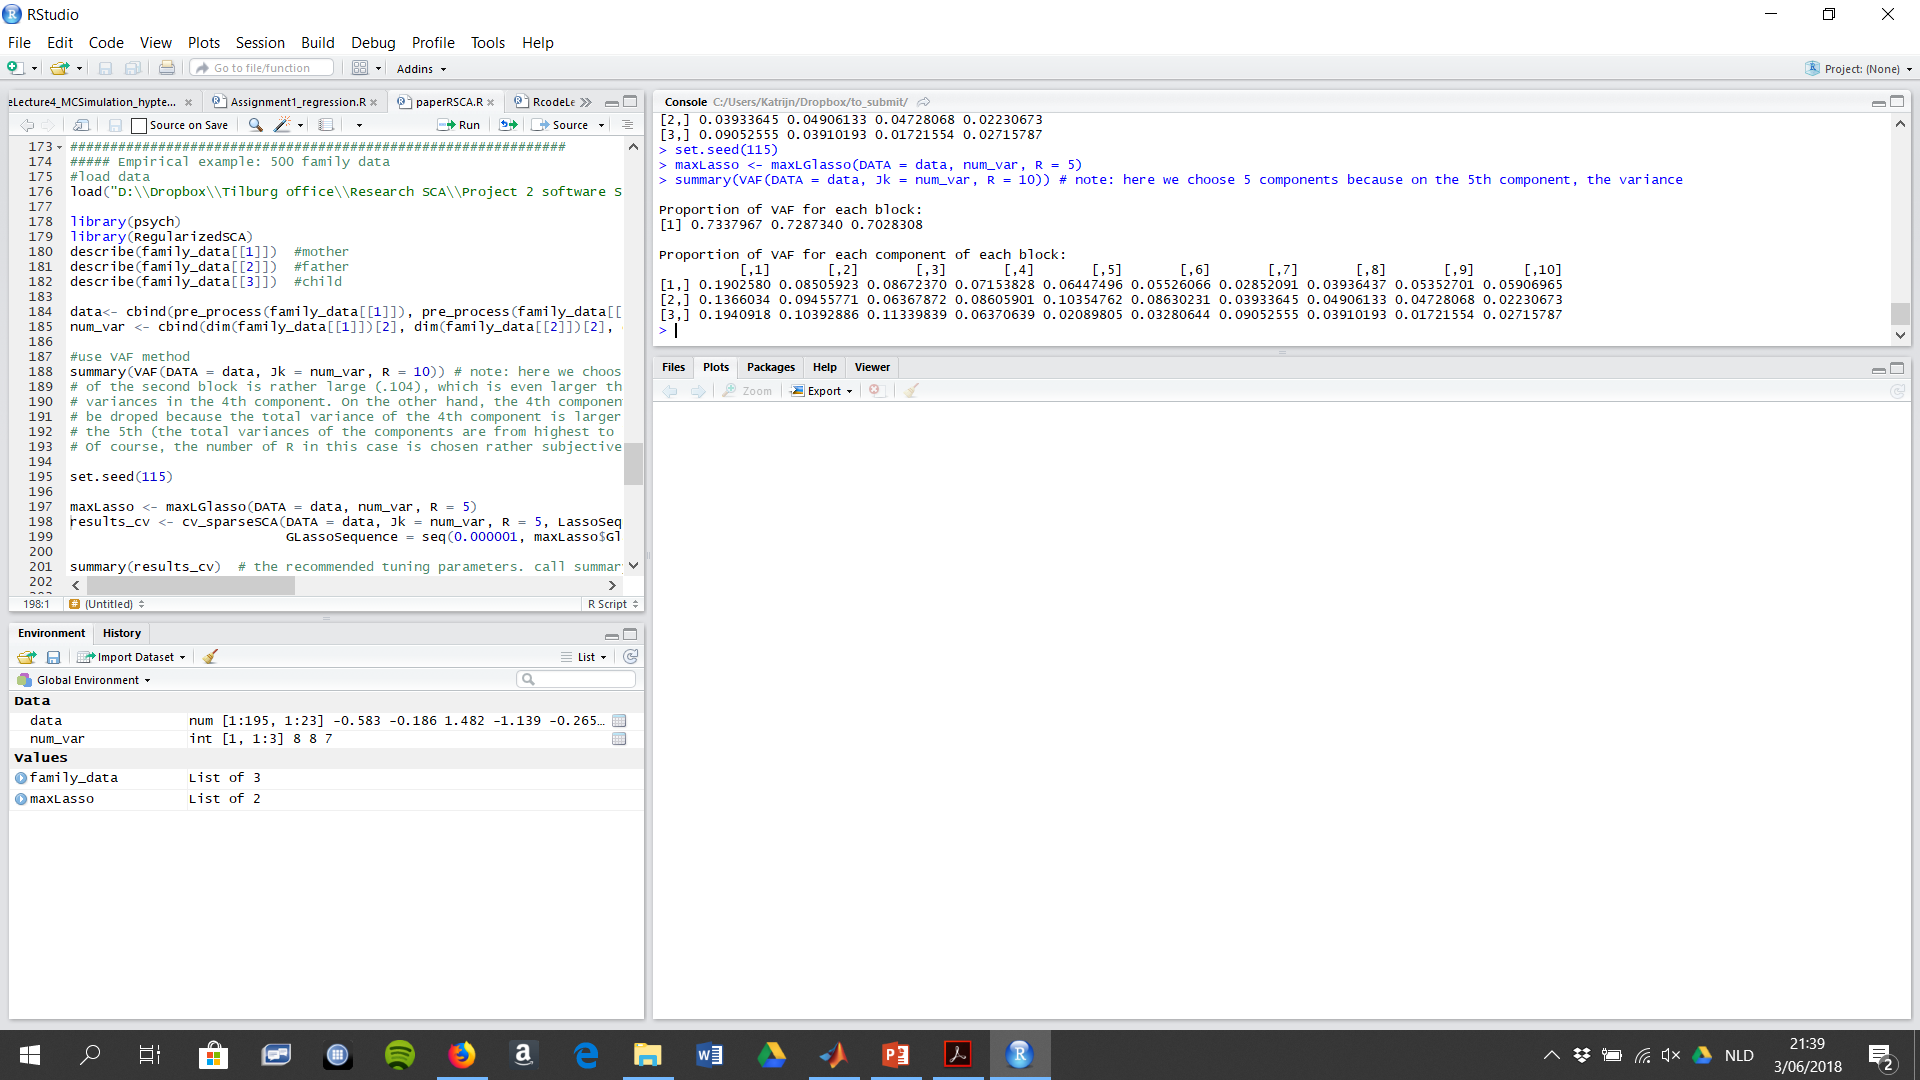 RStudio
File Edit Code View Plots Session Build Debug Profile Tools Help
Go to file/function Addins Project: (None)
eLecture4_MCSimulation_hypte... Assignment1_regression.R paperRSCA.R RcodeLe
Source on Save Run Source
173 ##############################################################
174 ##### Empirical example: 500 family data
175 #load data
176 load("D:\\Dropbox\\Tilburg office\\Research SCA\\Project 2 software S
177
178 library(psych)
179 library(RegularizedSCA)
180 describe(family_data[[1]])  #mother
181 describe(family_data[[2]])  #father
182 describe(family_data[[3]])  #child
183
184 data<- cbind(pre_process(family_data[[1]]), pre_process(family_data[[
185 num_var <- cbind(dim(family_data[[1]])[2], dim(family_data[[2]])[2],
186
187 #use VAF method
188 summary(VAF(DATA = data, Jk = num_var, R = 10)) # note: here we choos
189 # of the second block is rather large (.104), which is even larger th
190 # variances in the 4th component. On the other hand, the 4th componen
191 # be droped because the total variance of the 4th component is larger
192 # the 5th (the total variances of the components are from highest to
193 # Of course, the number of R in this case is chosen rather subjective
194
195 set.seed(115)
196
197 maxLasso <- maxLGlasso(DATA = data, num_var, R = 5)
198 results_cv <- cv_sparseSCA(DATA = data, Jk = num_var, R = 5, LassoSeq
199 GLassoSequence = seq(0.000001, maxLasso$Gl
200
201 summary(results_cv)  # the recommended tuning parameters. call summar
202
198:1 (Untitled) R Script
Environment History
Import Dataset List
Global Environment
Data
data num [1:195, 1:23] -0.583 -0.186 1.482 -1.139 -0.265...
num_var int [1, 1:3] 8 8 7
Values
family_data List of 3
maxLasso List of 2
Console C:/Users/Katrijn/Dropbox/to_submit/
[2,] 0.03933645 0.04906133 0.04728068 0.02230673
[3,] 0.09052555 0.03910193 0.01721554 0.02715787
> set.seed(115)
> maxLasso <- maxLGlasso(DATA = data, num_var, R = 5)
> summary(VAF(DATA = data, Jk = num_var, R = 10)) # note: here we choose 5 components because on the 5th component, the variance
Proportion of VAF for each block:
[1] 0.7337967 0.7287340 0.7028308
Proportion of VAF for each component of each block:
[,1] [,2] [,3] [,4] [,5] [,6] [,7] [,8] [,9] [,10]
[1,] 0.1902580 0.08505923 0.08672370 0.07153828 0.06447496 0.05526066 0.02852091 0.03936437 0.05352701 0.05906965
[2,] 0.1366034 0.09455771 0.06367872 0.08605901 0.10354762 0.08630231 0.03933645 0.04906133 0.04728068 0.02230673
[3,] 0.1940918 0.10392886 0.11339839 0.06370639 0.02089805 0.03280644 0.09052555 0.03910193 0.01721554 0.02715787
>
Files Plots Packages Help Viewer
Zoom Export
NLD
21:39
3/06/2018
2